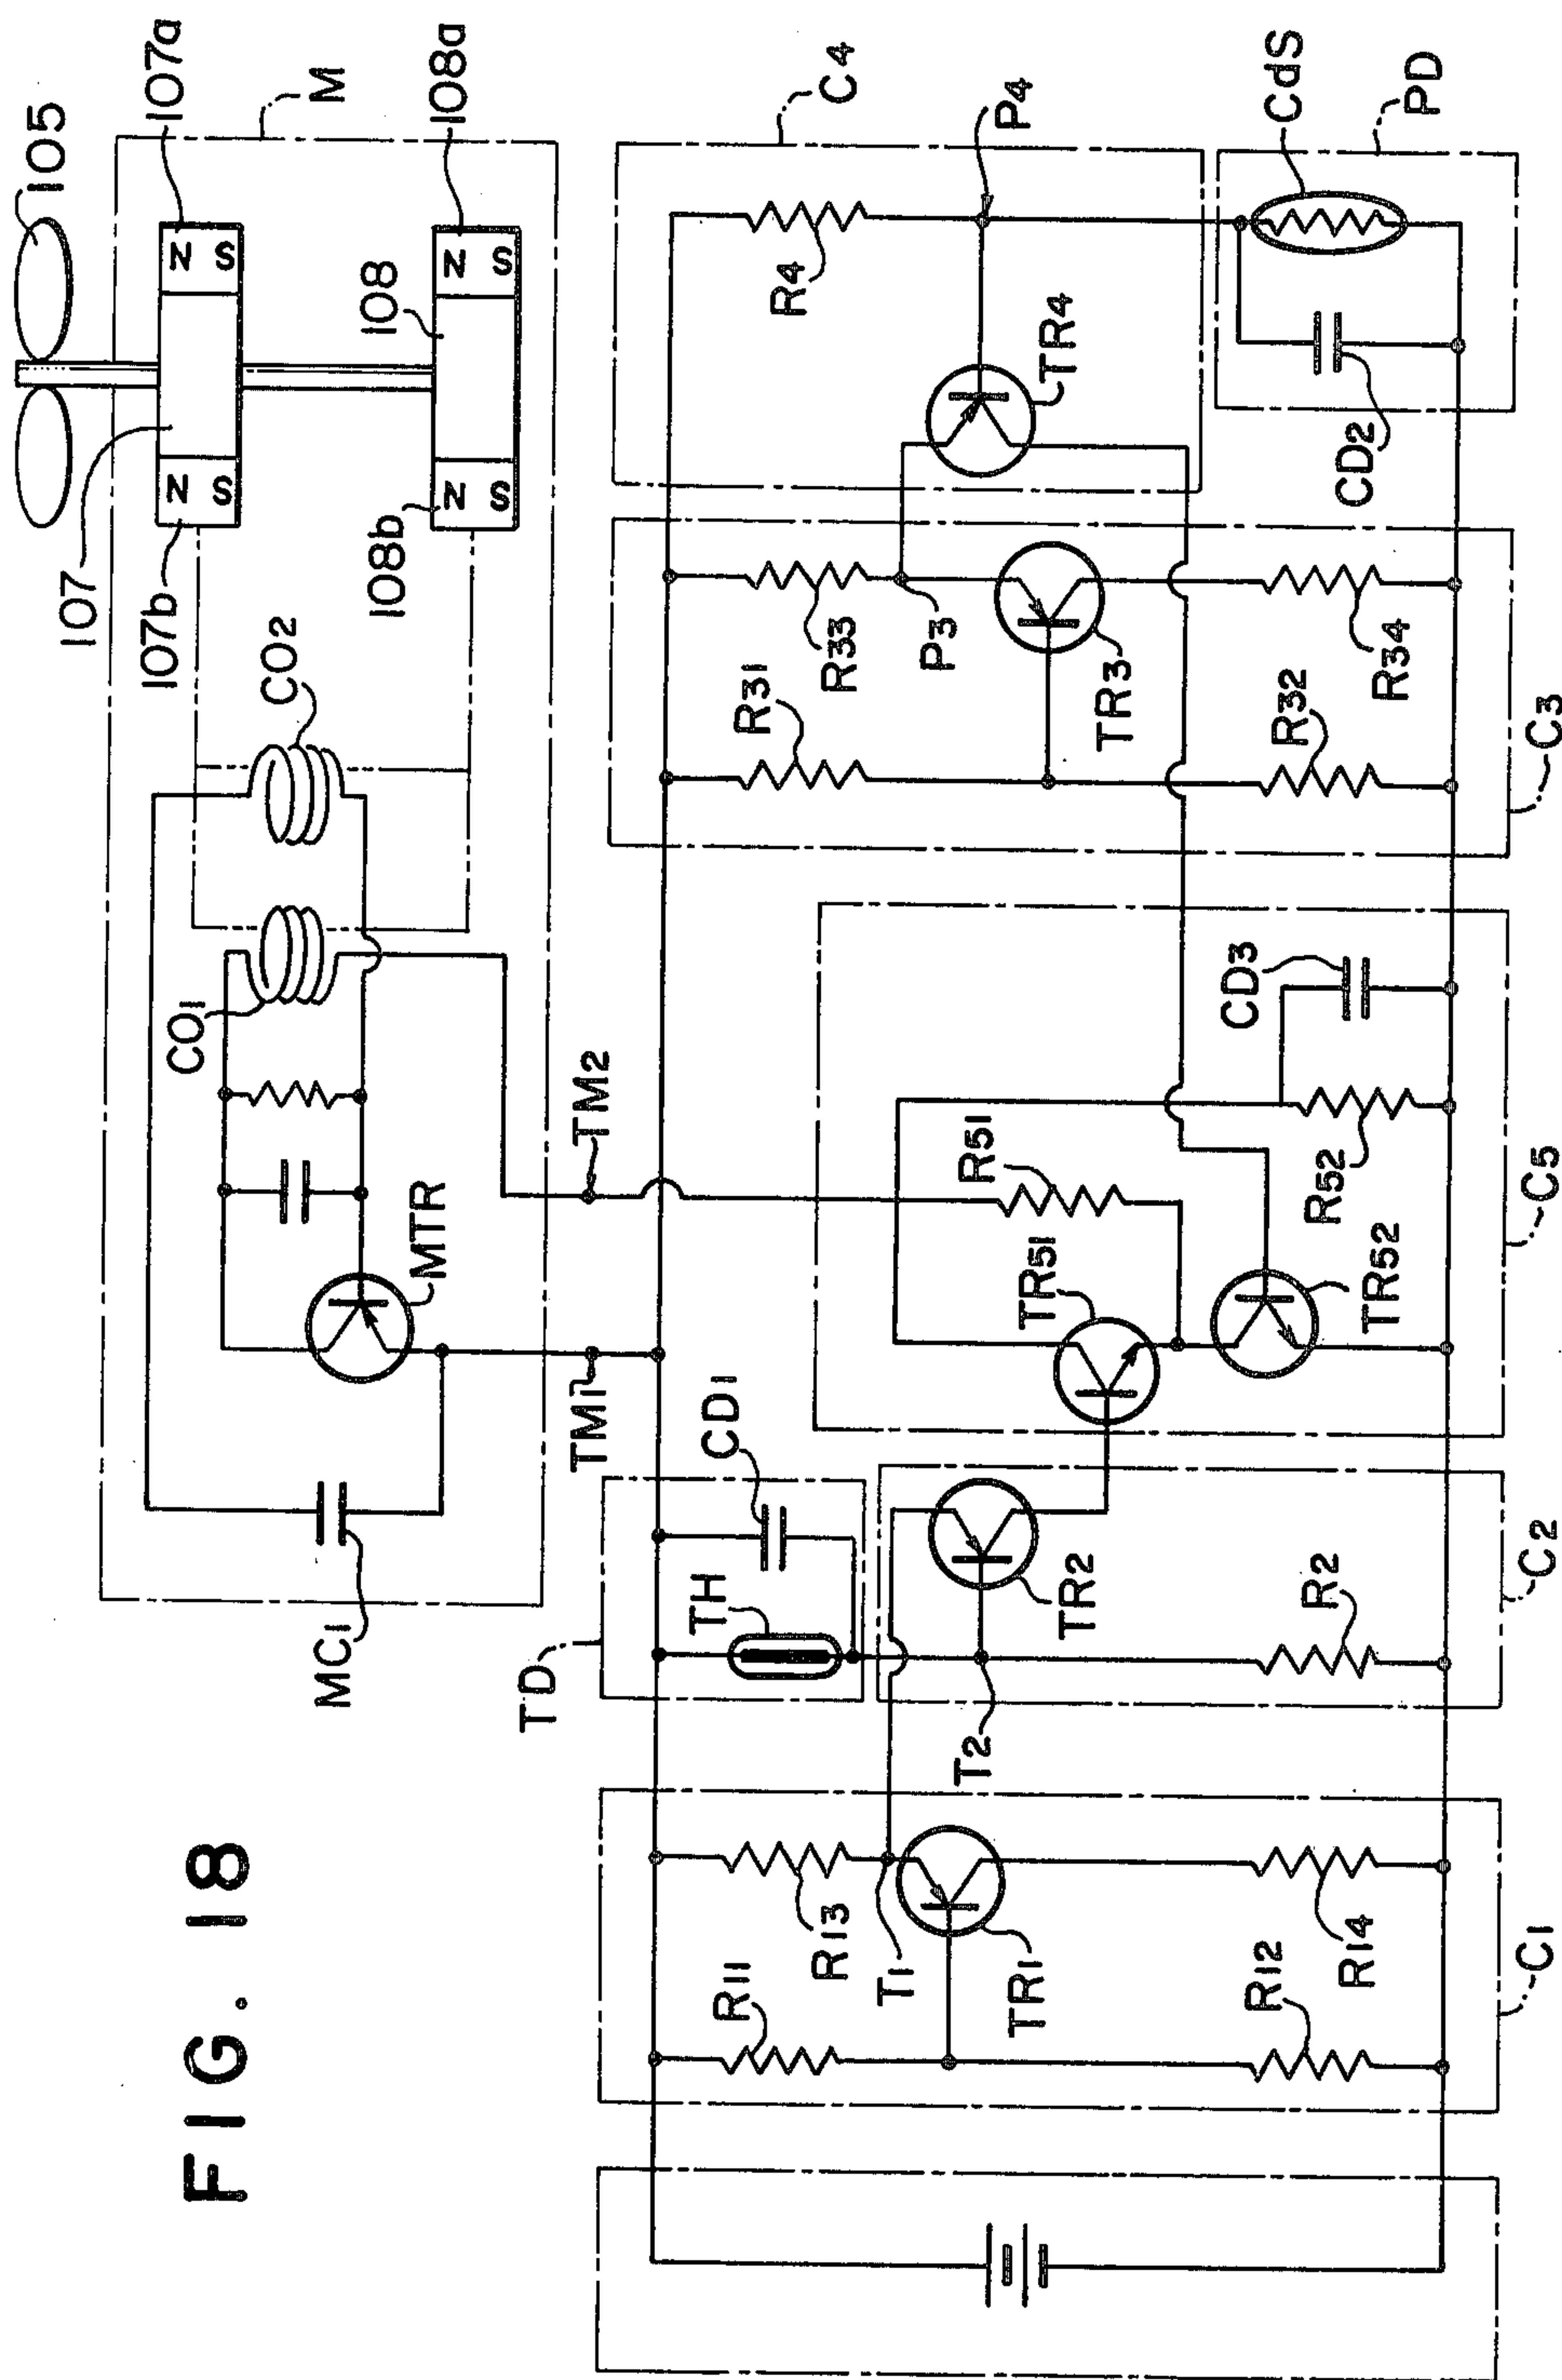 FIG. 18
105
107a
M
108a
107
107b
N
S
N
S
108
108b
N
S
N
S
CO2
CO1
MTR
MC1
TM1
TM2
TD
TH
CD1
C4
R4
P4
TR4
CdS
PD
CD2
R33
P3
R31
TR3
R32
R34
C3
CD3
R51
R52
TR51
TR52
C5
TR2
T2
R2
C2
R13
R11
T1
TR1
R12
R14
C1